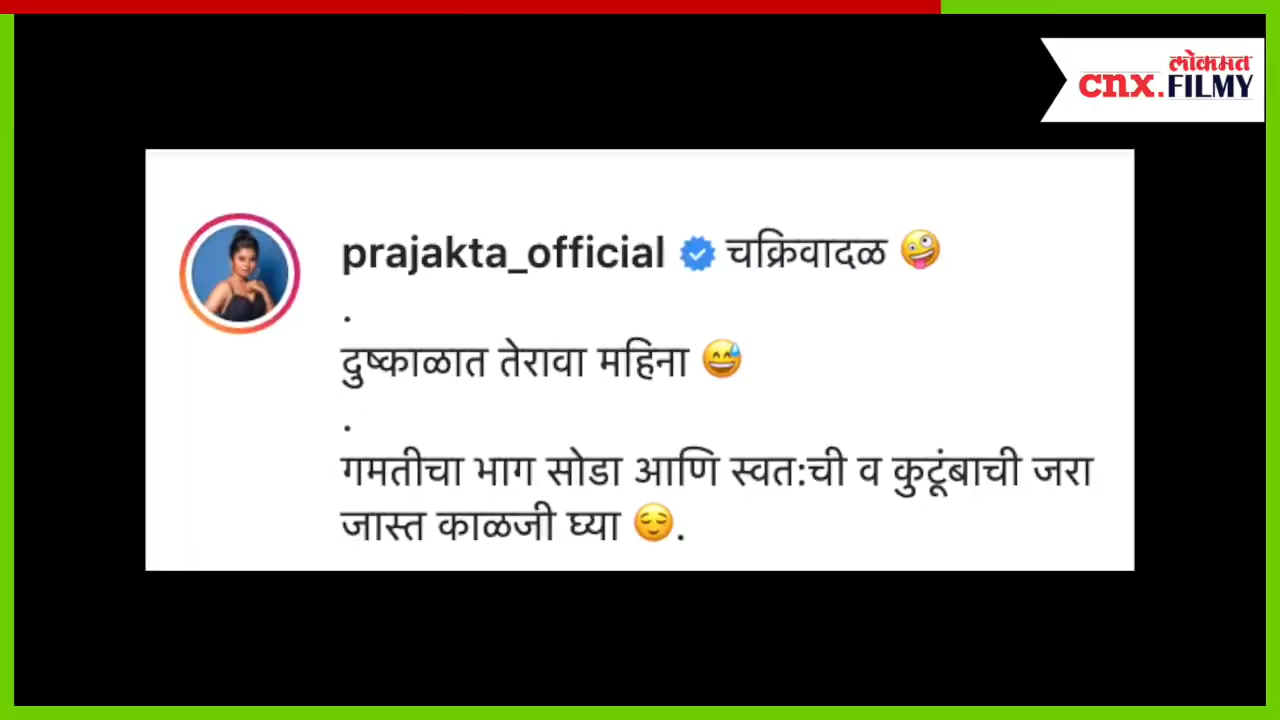 लोकमत
cnx.FILMY
prajakta_official चक्रिवादळ 🤪
.
दुष्काळात तेरावा महिना 😅
.
गमतीचा भाग सोडा आणि स्वत:ची व कुटूंबाची जरा
जास्त काळजी घ्या 😌.